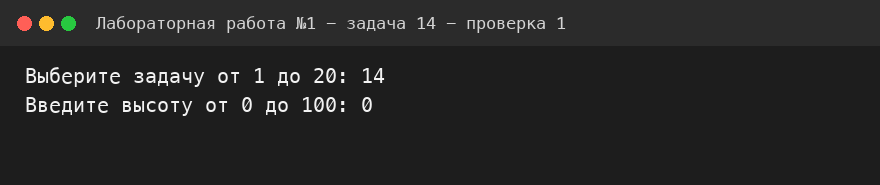 Лабораторная работа №1 — задача 14 — проверка 1
Выберите задачу от 1 до 20: 14
Введите высоту от 0 до 100: 0